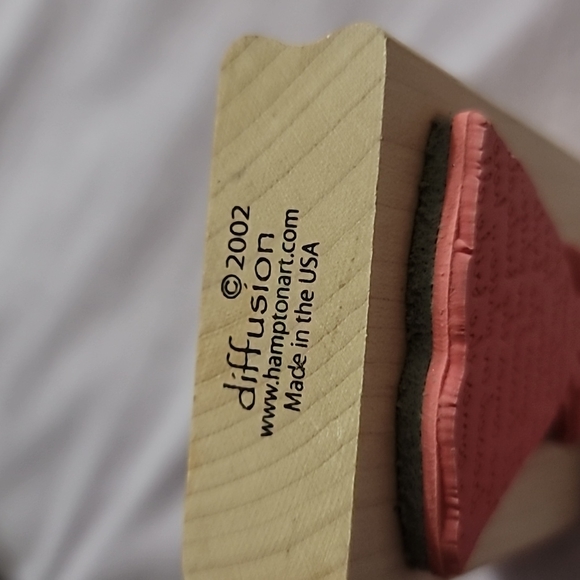 © 2002
diffusion
www.hamptonart.com
Made in the USA